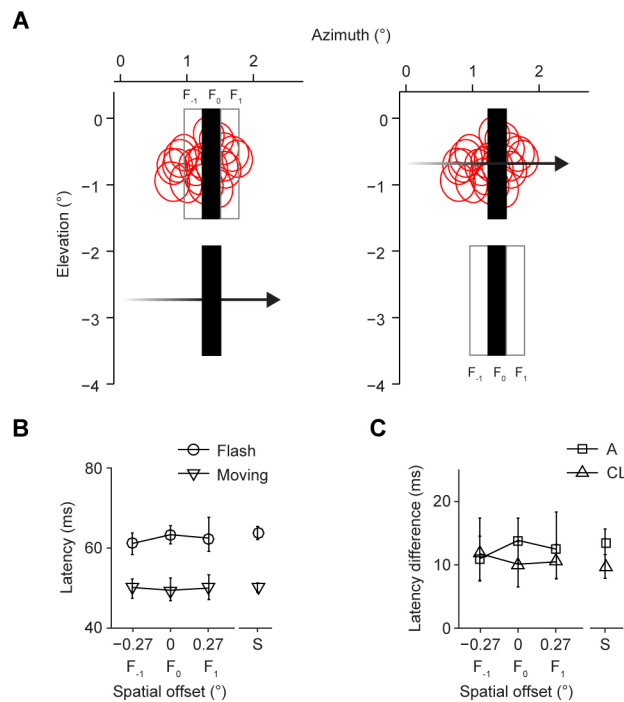 A
Azimuth (°)
0 1 2
0 1 2
F-1 F0 F1
Elevation (°)
0
−1
−2
−3
−4
0
−1
−2
−3
−4
F-1 F0 F1
B
Flash
Moving
Latency (ms)
80
60
40
−0.27 0 0.27 S
F-1 F0 F1
Spatial offset (°)
C
A
CL
Latency difference (ms)
20
10
0
−0.27 0 0.27 S
F-1 F0 F1
Spatial offset (°)